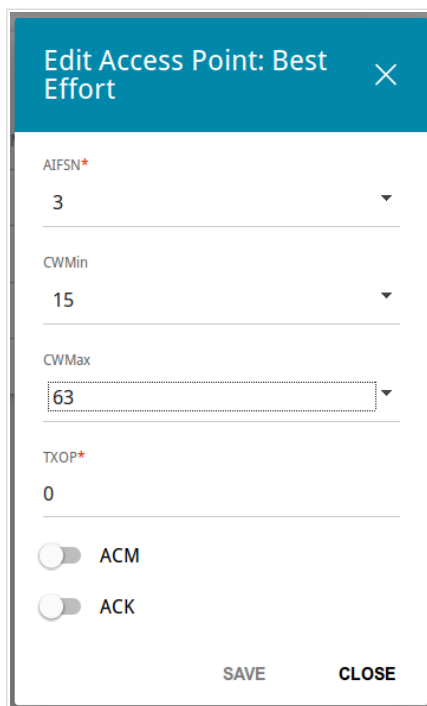 Edit Access Point: Best
Effort
AIFSN*
3
CWMin
15
CWMax
63
TXOP*
0
ACM
ACK
SAVE CLOSE